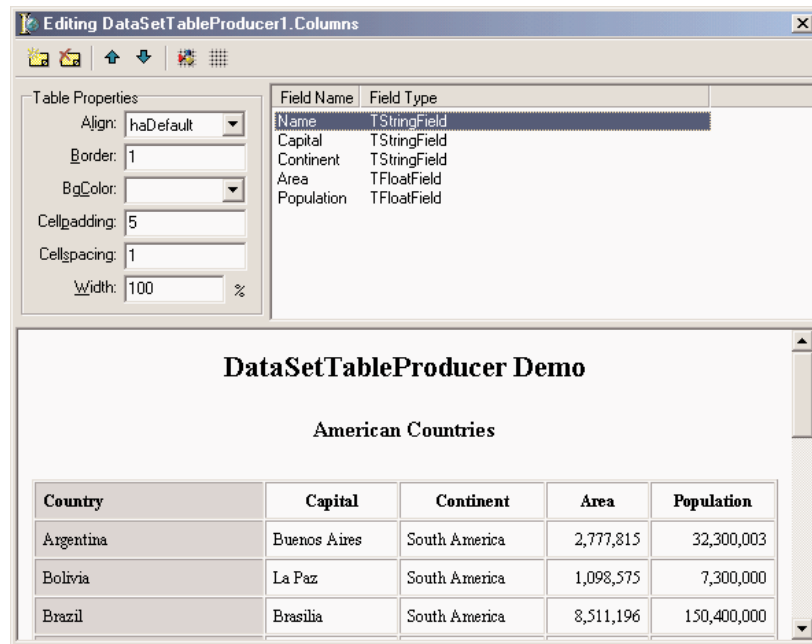 Editing DataSetTableProducer1.Columns
Table Properties
Align: haDefault
Border: 1
BgColor:
Cellpadding: 5
Cellspacing: 1
Width: 100 %
Field Name Field Type
Name TStringField
Capital TStringField
Continent TStringField
Area TFloatField
Population TFloatField
DataSetTableProducer Demo
American Countries
Country Capital Continent Area Population
Argentina Buenos Aires South America 2,777,815 32,300,003
Bolivia La Paz South America 1,098,575 7,300,000
Brazil Brasilia South America 8,511,196 150,400,000